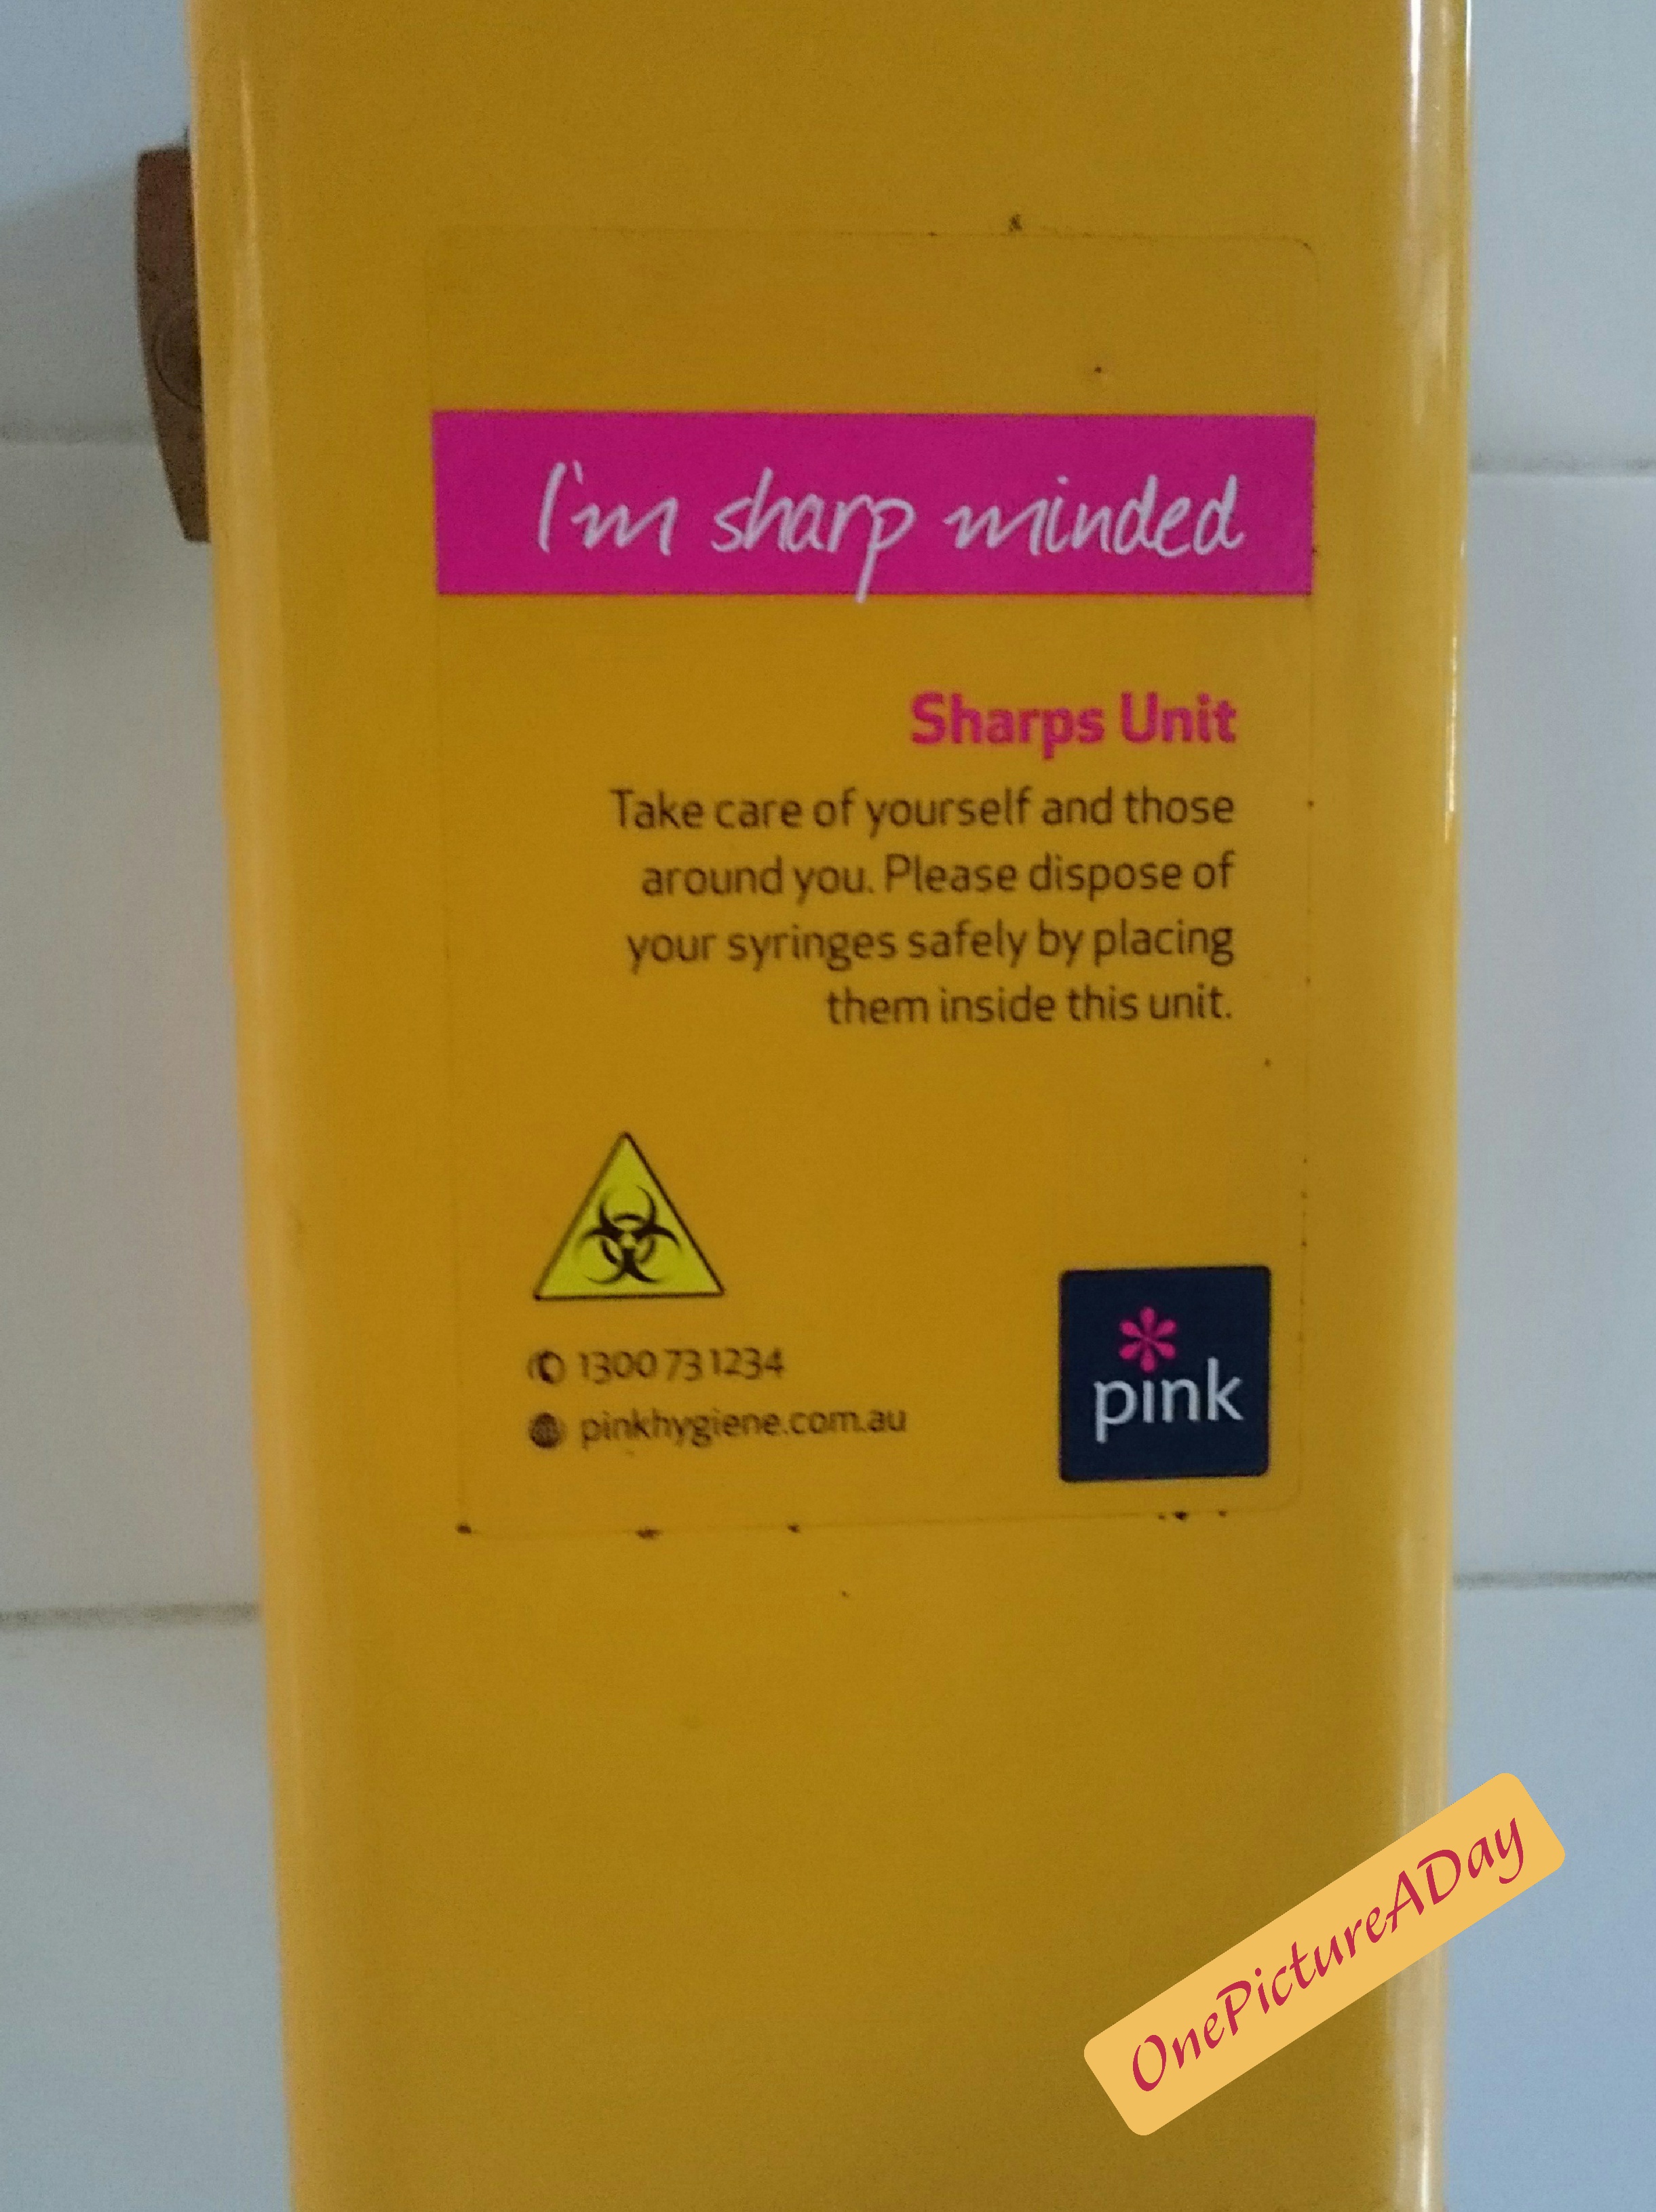 I'm sharp minded
Sharps Unit
Take care of yourself and those
around you. Please dispose of
your syringes safely by placing
them inside this unit.
1300 73 1234
pinkhygiene.com.au
pink
OnePictureADay